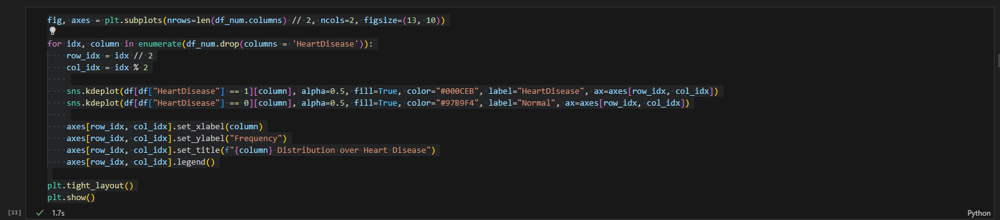 fig, axes = plt.subplots(nrows=len(df_num.columns) // 2, ncols=2, figsize=(13, 10))
for idx, column in enumerate(df_num.drop(columns = 'HeartDisease')):
    row_idx = idx // 2
    col_idx = idx % 2
    sns.kdeplot(df[df["HeartDisease"] == 1][column], alpha=0.5, fill=True, color="#000CEB", label="HeartDisease", ax=axes[row_idx, col_idx])
    sns.kdeplot(df[df["HeartDisease"] == 0][column], alpha=0.5, fill=True, color="#97B9F4", label="Normal", ax=axes[row_idx, col_idx])
    axes[row_idx, col_idx].set_xlabel(column)
    axes[row_idx, col_idx].set_ylabel("Frequency")
    axes[row_idx, col_idx].set_title(f"{column} Distribution over Heart Disease")
    axes[row_idx, col_idx].legend()
plt.tight_layout()
plt.show()
[11] 1.7s Python